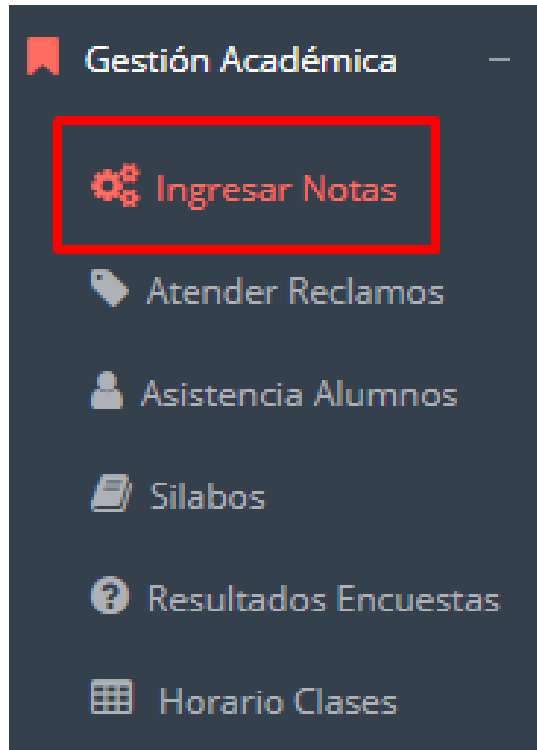 Gestión Académica
Ingresar Notas
Atender Reclamos
Asistencia Alumnos
Silabos
Resultados Encuestas
Horario Clases